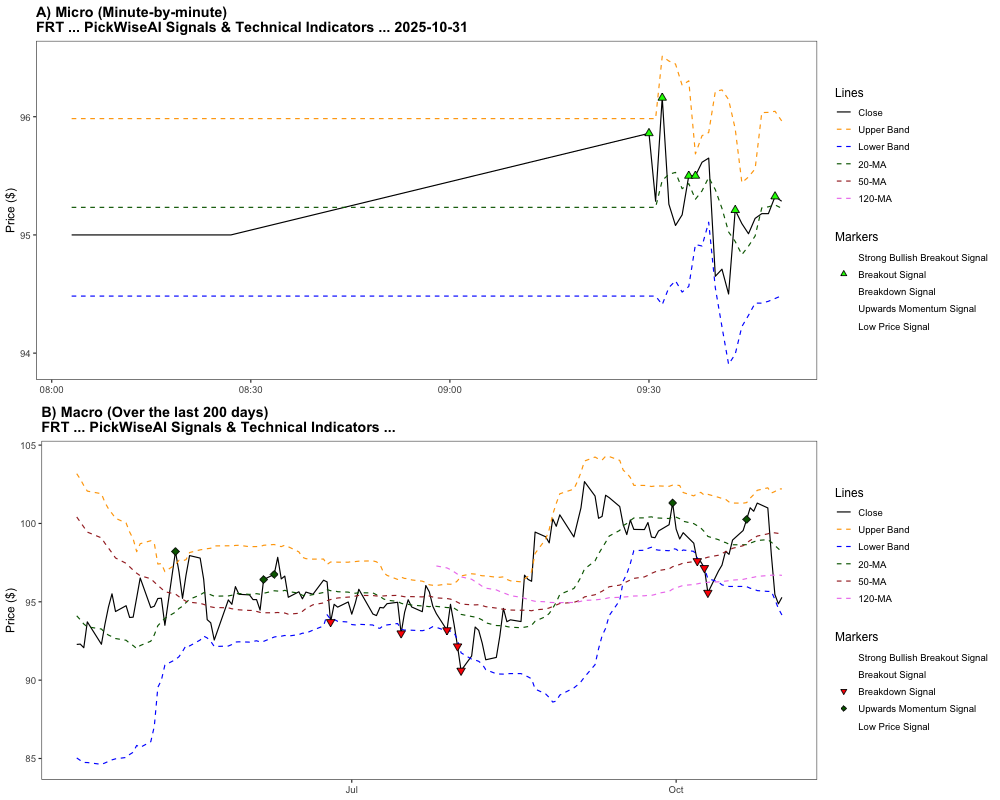 A) Micro (Minute-by-minute)
FRT ... PickWiseAI Signals & Technical Indicators ... 2025-10-31
Price ($)
96
95
94
08:00
08:30
09:00
09:30
Lines
Close
Upper Band
Lower Band
20-MA
50-MA
120-MA
Markers
Strong Bullish Breakout Signal
Breakout Signal
Breakdown Signal
Upwards Momentum Signal
Low Price Signal
B) Macro (Over the last 200 days)
FRT ... PickWiseAI Signals & Technical Indicators ...
Price ($)
105
100
95
90
85
Jul
Oct
Lines
Close
Upper Band
Lower Band
20-MA
50-MA
120-MA
Markers
Strong Bullish Breakout Signal
Breakout Signal
Breakdown Signal
Upwards Momentum Signal
Low Price Signal